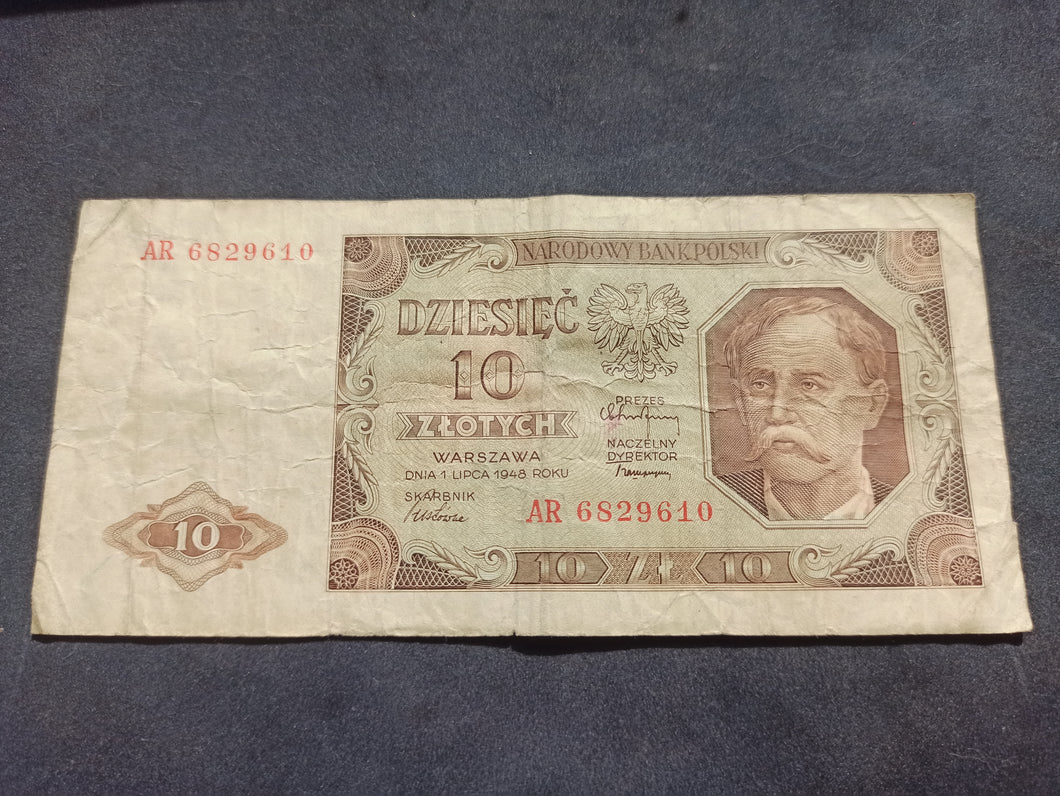 AR 6829610
NARODOWY BANK POLSKI
DZIESIĘĆ
10
ZŁOTYCH
WARSZAWA
DNIA 1 LIPCA 1948 ROKU
SKARBNIK
PREZES
NACZELNY
DYREKTOR
AR 6829610
10
10 ZŁ 10